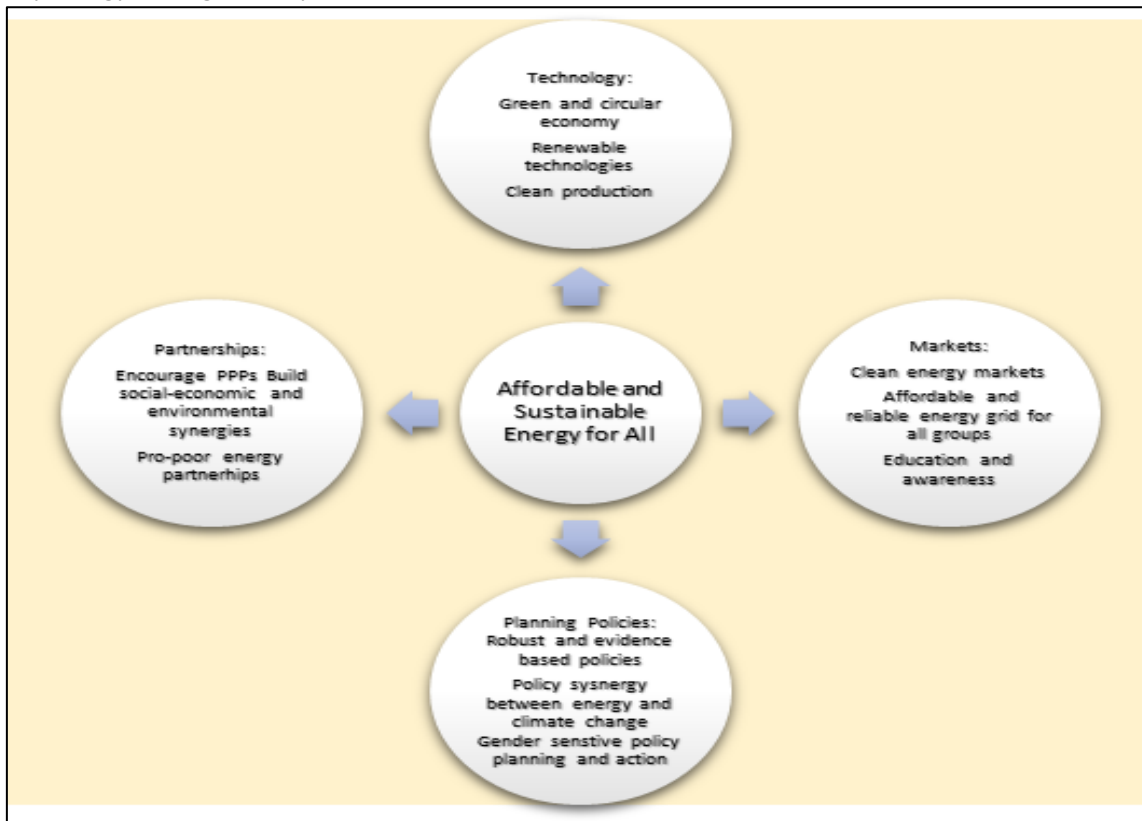 Technology:
Green and circular
economy
Renewable
technologies
Clean production
Partnerships:
Encourage PPPs Build
social-economic and
environmental
synergies
Pro-poor energy
partnerhips
Affordable and
Sustainable
Energy for All
Markets:
Clean energy markets
Affordable and
reliable energy grid for
all groups
Education and
awareness
Planning Policies:
Robust and evidence
based policies
Policy sysnergy
between energy and
climate change
Gender senstive policy
planning and action